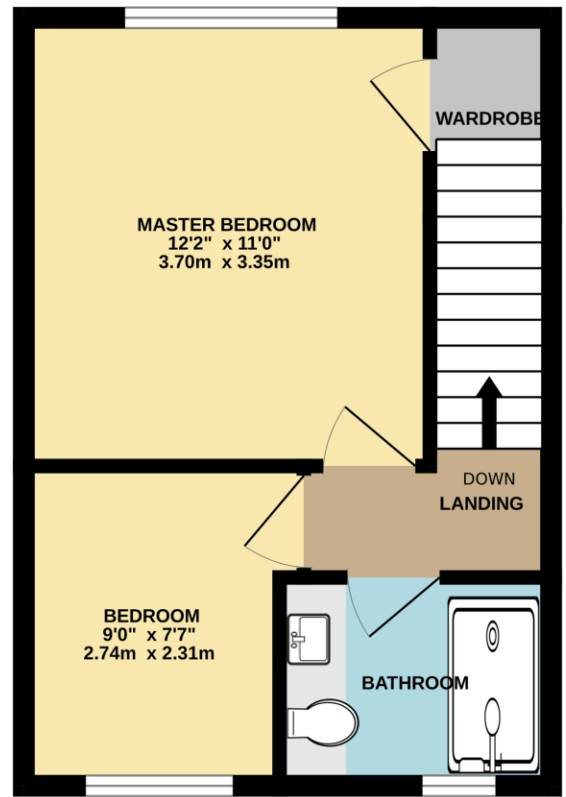 WARDROBE
MASTER BEDROOM
12'2" x 11'0"
3.70m x 3.35m
DOWN
LANDING
BEDROOM
9'0" x 7'7"
2.74m x 2.31m
BATHROOM